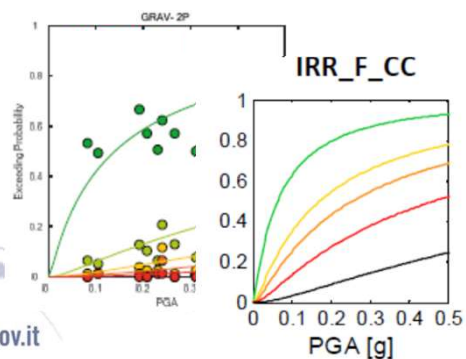 GRAV- 2P
1
0.8
0.6
0.4
0.2
0
Exceeding Probability
0 0.1 0.2 0.3
PGA
IRR_F_CC
1
0.8
0.6
0.4
0.2
0
0 0.1 0.2 0.3 0.4 0.5
PGA [g]
ov.it